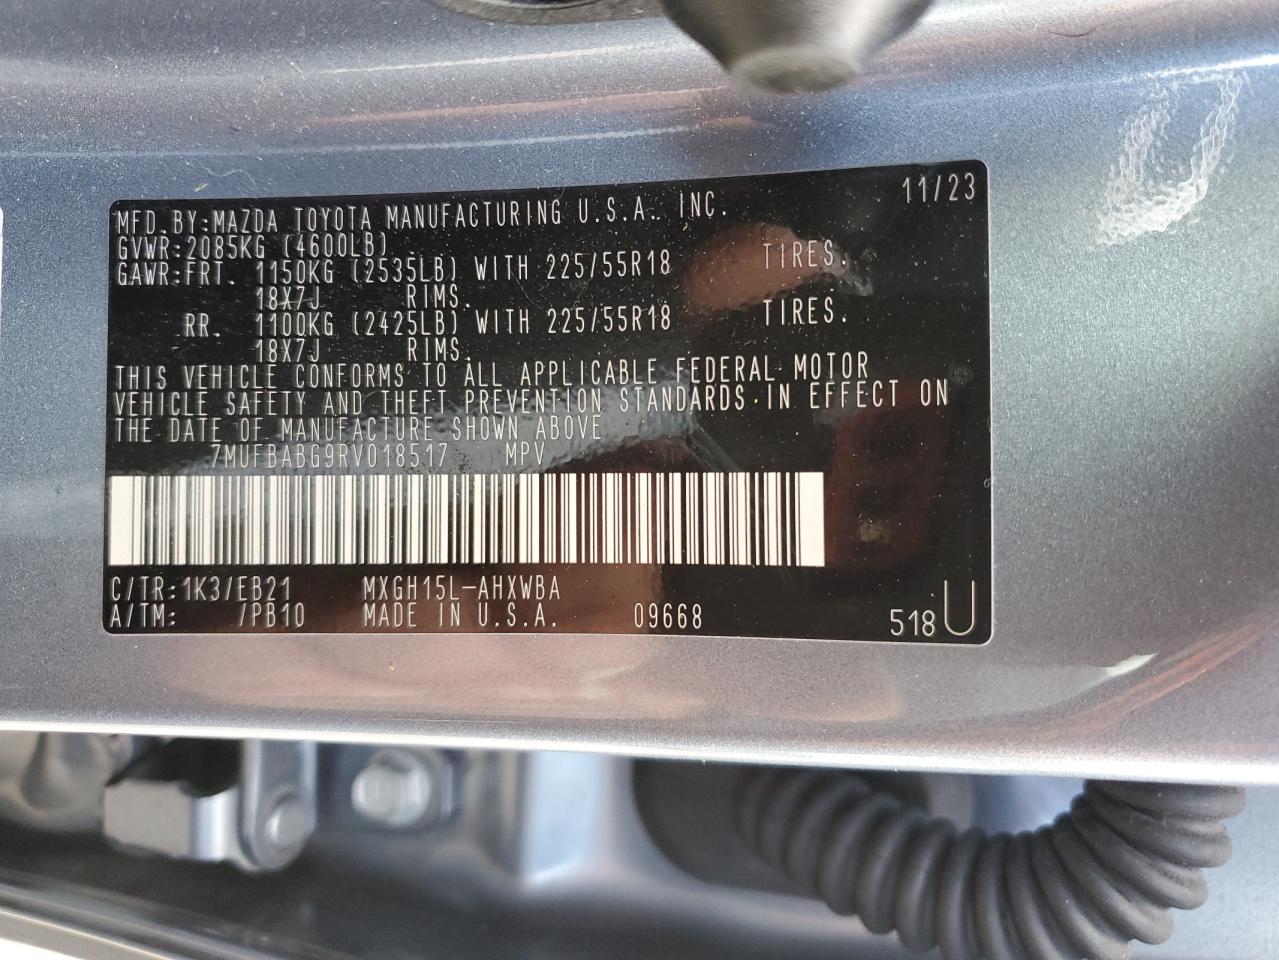 11/23
MFD.BY:MAZDA TOYOTA MANUFACTURING U.S.A. INC.
GVWR:2085KG (4600LB)
GAWR:FRT. 1150KG (2535LB) WITH 225/55R18 TIRES.
18X7J RIMS.
RR. 1100KG (2425LB) WITH 225/55R18 TIRES.
18X7J RIMS.
THIS VEHICLE CONFORMS TO ALL APPLICABLE FEDERAL MOTOR
VEHICLE SAFETY AND THEFT PREVENTION STANDARDS IN EFFECT ON
THE DATE OF MANUFACTURE SHOWN ABOVE
7MUFBABG9RV018517 MPV
C/TR:1K3/EB21 MXGH15L-AHXWBA
A/TM: /PB10 MADE IN U.S.A. 09668 518U